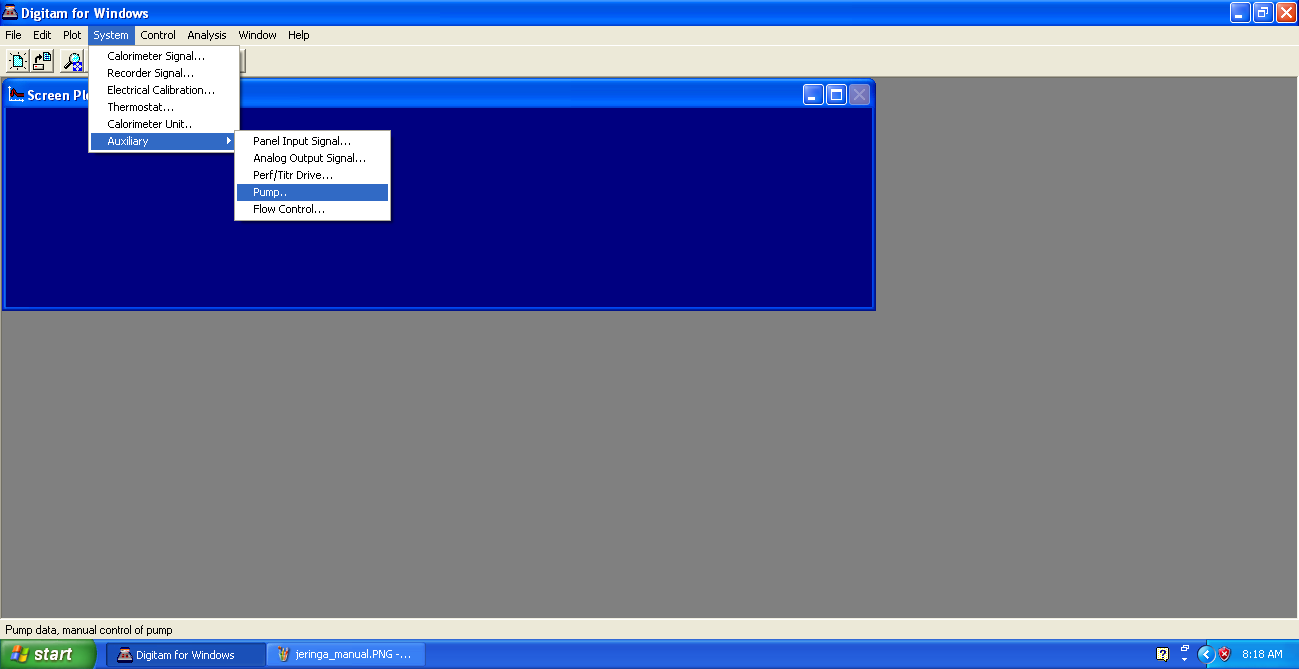 Digitam for Windows
File Edit Plot System Control Analysis Window Help
Calorimeter Signal...
Recorder Signal...
Electrical Calibration...
Thermostat...
Calorimeter Unit..
Auxiliary
Screen Pl
Panel Input Signal...
Analog Output Signal...
Perf/Titr Drive...
Pump..
Flow Control...
Pump data, manual control of pump
start Digitam for Windows jeringa_manual.PNG -... 8:18 AM